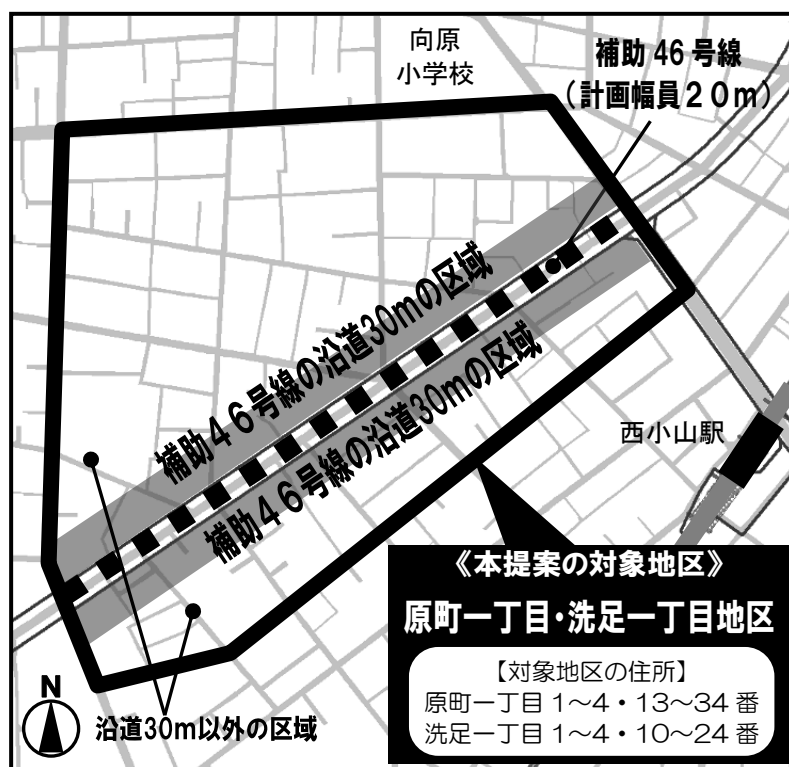 向原
小学校
補助 46 号線
（計画幅員２０ｍ）
補助４６号線の沿道30mの区域
補助４６号線の沿道30mの区域
西小山駅
《本提案の対象地区》
原町一丁目・洗足一丁目地区
【対象地区の住所】
原町一丁目 1～4・13～34 番
洗足一丁目 1～4・10～24 番
N
沿道30m以外の区域